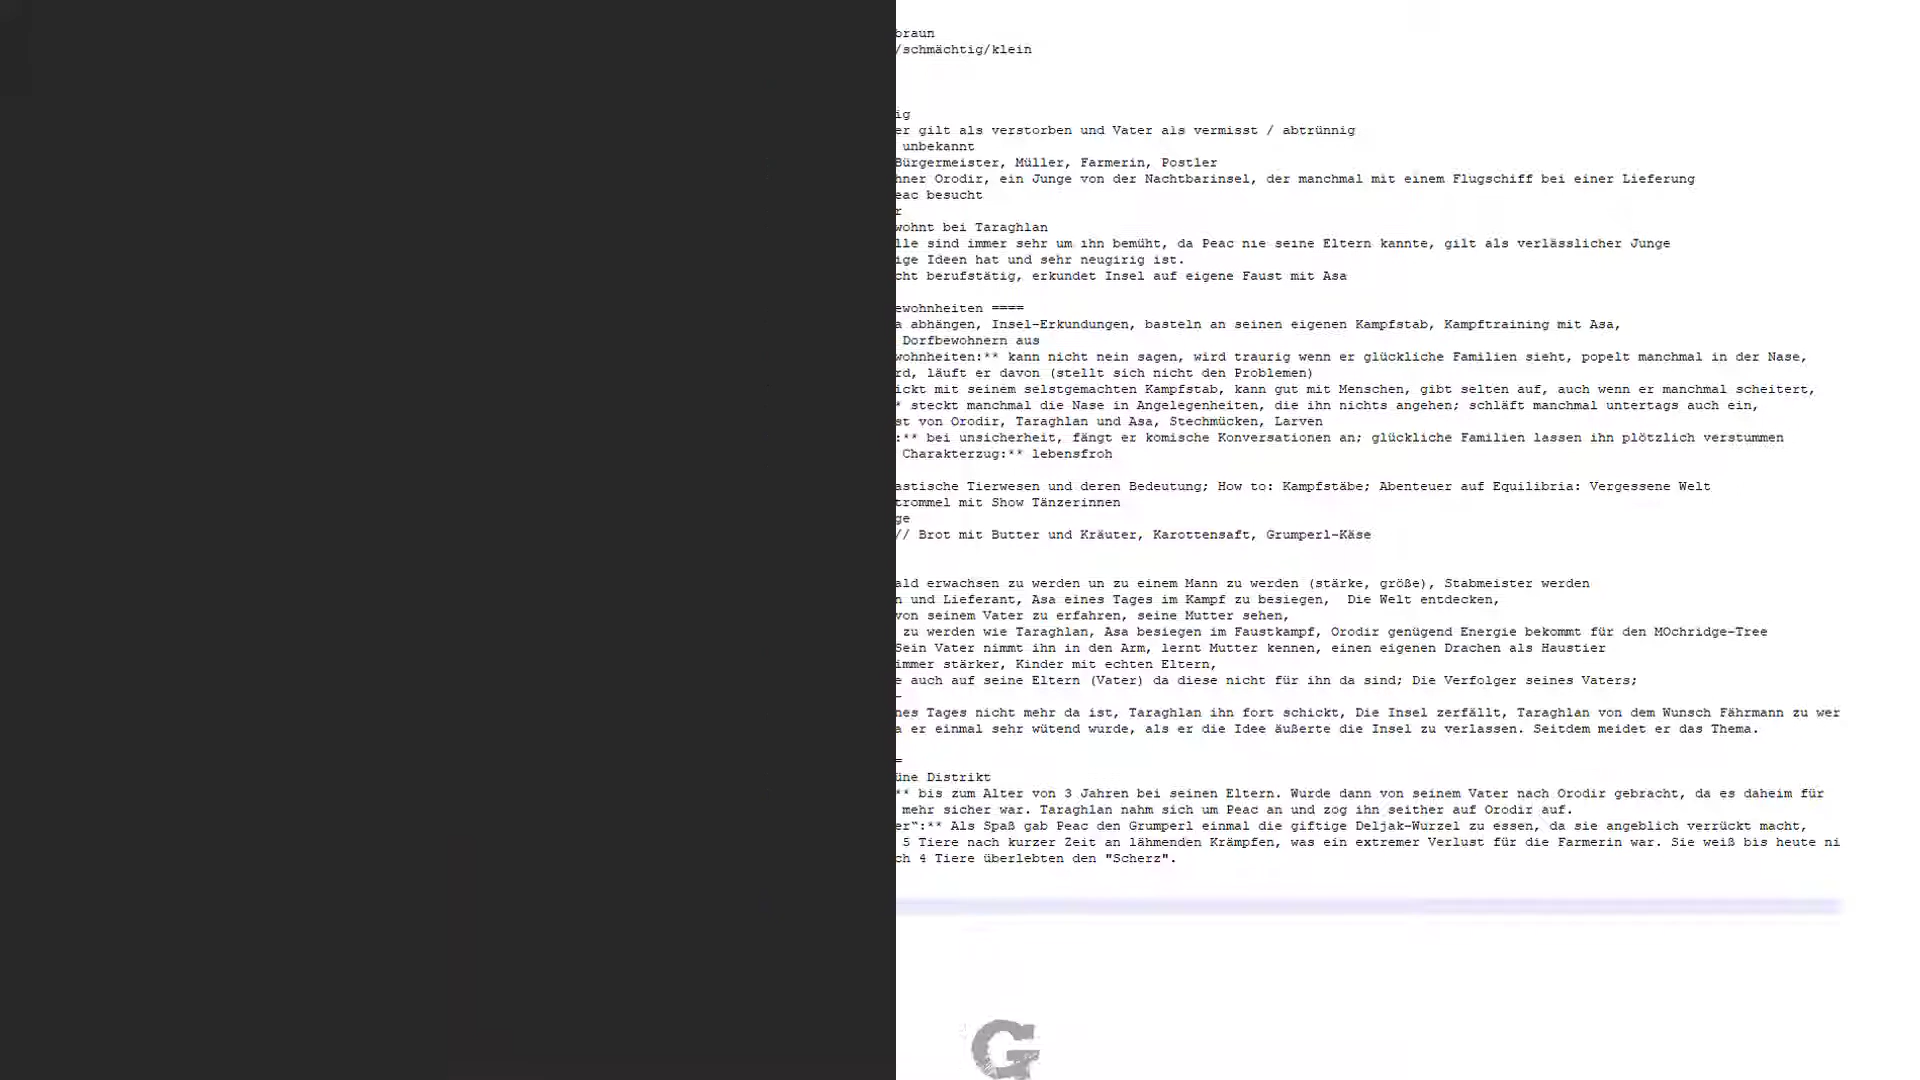 braun
/schmächtig/klein
ig
er gilt als verstorben und Vater als vermisst / abtrünnig
unbekannt
Bürgermeister, Müller, Farmerin, Postler
hner Orodir, ein Junge von der Nachtbarinsel, der manchmal mit einem Flugschiff bei einer Lieferung
eac besucht
r
wohnt bei Taraghlan
lle sind immer sehr um ihn bemüht, da Peac nie seine Eltern kannte, gilt als verlässlicher Junge
ige Ideen hat und sehr neugirig ist.
cht berufstätig, erkundet Insel auf eigene Faust mit Asa
ewohnheiten ====
a abhängen, Insel-Erkundungen, basteln an seinen eigenen Kampfstab, Kampftraining mit Asa,
Dorfbewohnern aus
wohnheiten:** kann nicht nein sagen, wird traurig wenn er glückliche Familien sieht, popelt manchmal in der Nase,
rd, läuft er davon (stellt sich nicht den Problemen)
ickt mit seinem selstgemachten Kampfstab, kann gut mit Menschen, gibt selten auf, auch wenn er manchmal scheitert,
* steckt manchmal die Nase in Angelegenheiten, die ihn nichts angehen; schläft manchmal untertags auch ein,
st von Orodir, Taraghlan und Asa, Stechmücken, Larven
:** bei unsicherheit, fängt er komische Konversationen an; glückliche Familien lassen ihn plötzlich verstummen
Charakterzug:** lebensfroh
astische Tierwesen und deren Bedeutung; How to: Kampfstäbe; Abenteuer auf Equilibria: Vergessene Welt
trommel mit Show Tänzerinnen
ge
// Brot mit Butter und Kräuter, Karottensaft, Grumperl-Käse
ald erwachsen zu werden un zu einem Mann zu werden (stärke, größe), Stabmeister werden
n und Lieferant, Asa eines Tages im Kampf zu besiegen,  Die Welt entdecken,
von seinem Vater zu erfahren, seine Mutter sehen,
zu werden wie Taraghlan, Asa besiegen im Faustkampf, Orodir genügend Energie bekommt für den MOchridge-Tree
Sein Vater nimmt ihn in den Arm, lernt Mutter kennen, einen eigenen Drachen als Haustier
immer stärker, Kinder mit echten Eltern,
e auch auf seine Eltern (Vater) da diese nicht für ihn da sind; Die Verfolger seines Vaters;
–
nes Tages nicht mehr da ist, Taraghlan ihn fort schickt, Die Insel zerfällt, Taraghlan von dem Wunsch Fährmann zu wer
a er einmal sehr wütend wurde, als er die Idee äußerte die Insel zu verlassen. Seitdem meidet er das Thema.
=
üne Distrikt
** bis zum Alter von 3 Jahren bei seinen Eltern. Wurde dann von seinem Vater nach Orodir gebracht, da es daheim für
mehr sicher war. Taraghlan nahm sich um Peac an und zog ihn seither auf Orodir auf.
er“:** Als Spaß gab Peac den Grumperl einmal die giftige Deljak-Wurzel zu essen, da sie angeblich verrückt macht,
5 Tiere nach kurzer Zeit an lähmenden Krämpfen, was ein extremer Verlust für die Farmerin war. Sie weiß bis heute ni
ch 4 Tiere überlebten den "Scherz".
G